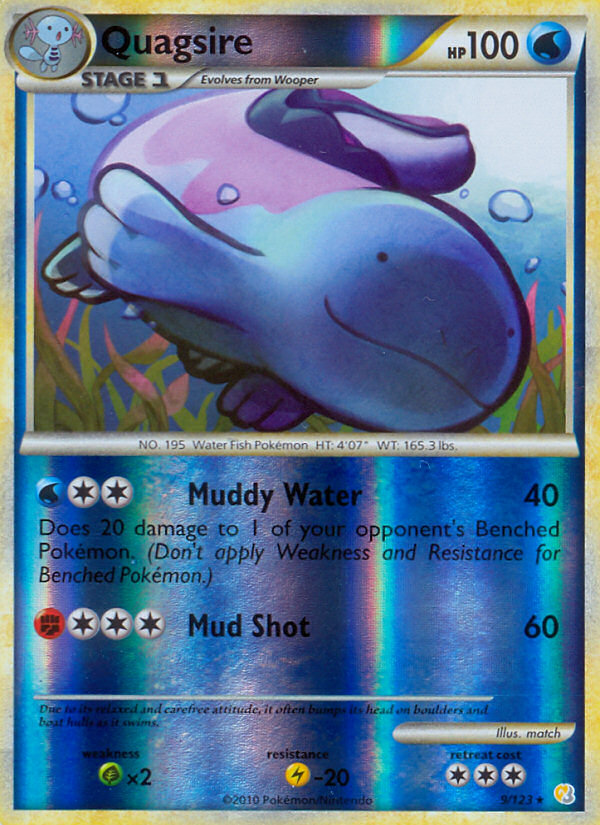 Quagsire
HP100
STAGE 1 Evolves from Wooper
NO. 195 Water Fish Pokémon HT: 4'07" WT: 165.3 lbs.
Muddy Water 40
Does 20 damage to 1 of your opponent's Benched
Pokémon. (Don't apply Weakness and Resistance for
Benched Pokémon.)
Mud Shot 60
Due to its relaxed and carefree attitude, it often bumps its head on boulders and
boat hulls as it swims.
Illus. match
weakness resistance retreat cost
×2 -20
©2010 Pokémon/Nintendo 9/123 ★